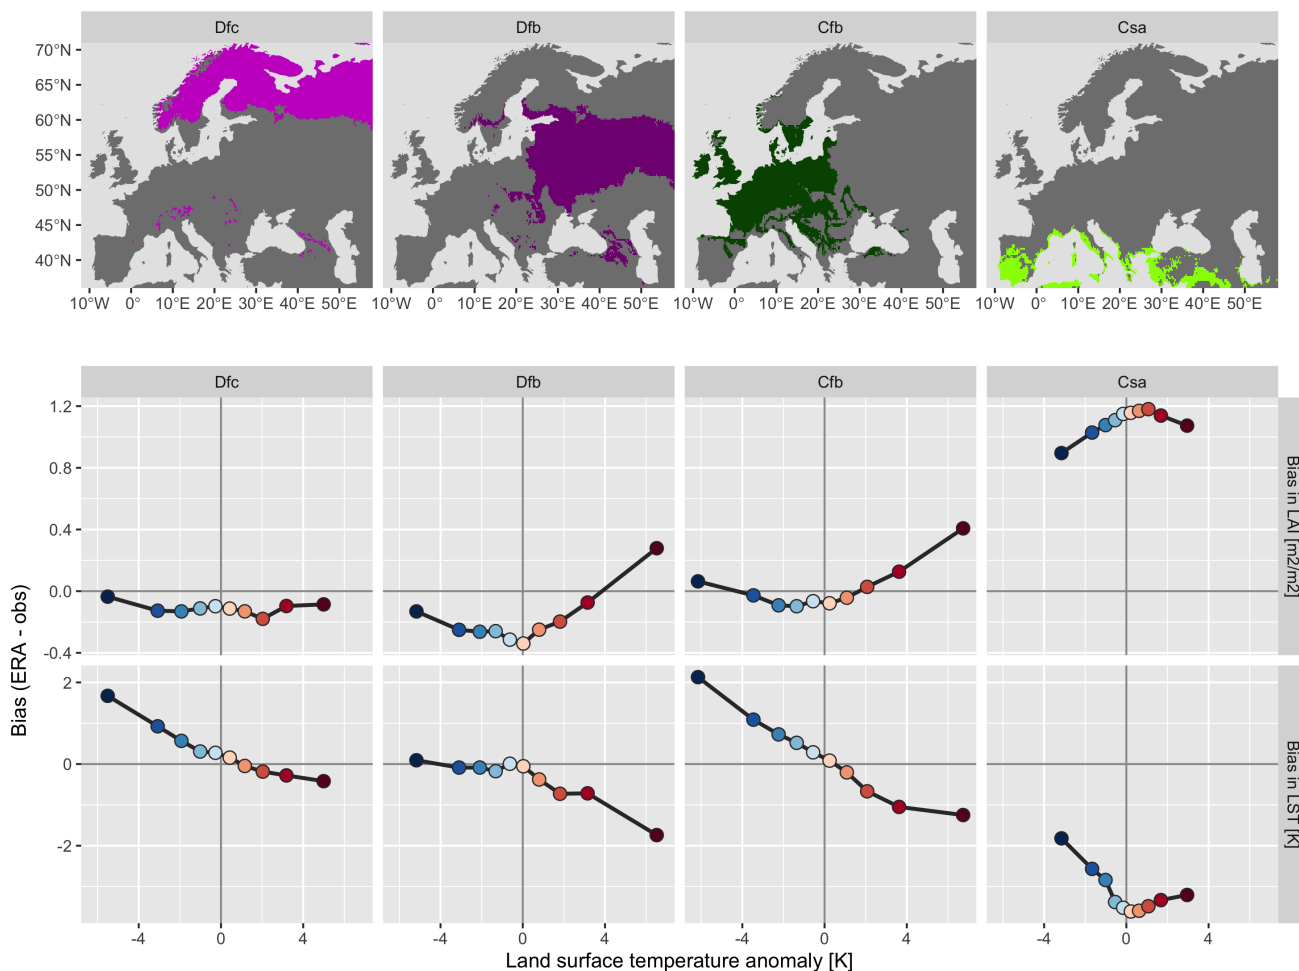 Dfc Dfb Cfb Csa
70°N
65°N
60°N
55°N
50°N
45°N
40°N
10°W 0° 10°E 20°E 30°E 40°E 50°E 10°W 0° 10°E 20°E 30°E 40°E 50°E 10°W 0° 10°E 20°E 30°E 40°E 50°E 10°W 0° 10°E 20°E 30°E 40°E 50°E
Dfc Dfb Cfb Csa
1.2
0.8
0.4
0.0
-0.4
Bias in LAI [m2/m2]
Bias (ERA - obs)
2
0
-2
Bias in LST [K]
-4 0 4 -4 0 4 -4 0 4 -4 0 4
Land surface temperature anomaly [K]